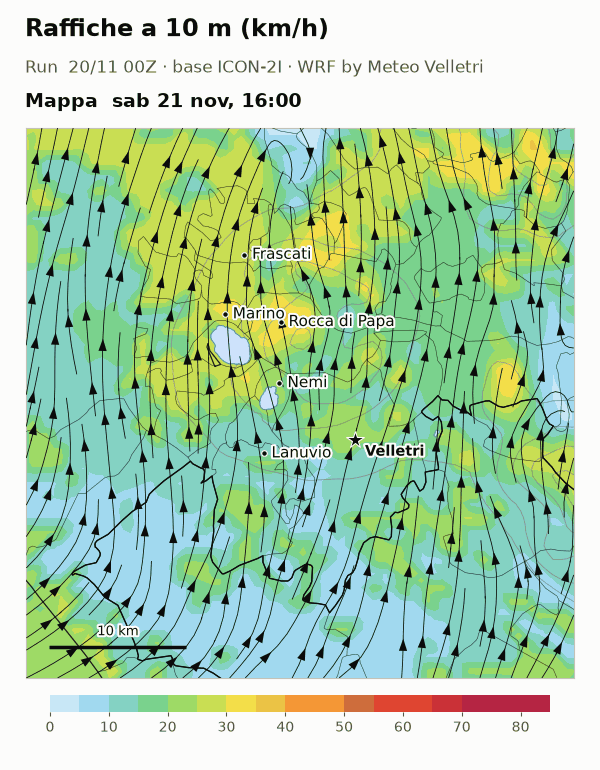 Raffiche a 10 m (km/h)
Run  20/11 00Z · base ICON-2I · WRF by Meteo Velletri
Mappa  sab 21 nov, 16:00
Frascati
Marino
Rocca di Papa
Nemi
Velletri
Lanuvio
10 km
0 10 20 30 40 50 60 70 80